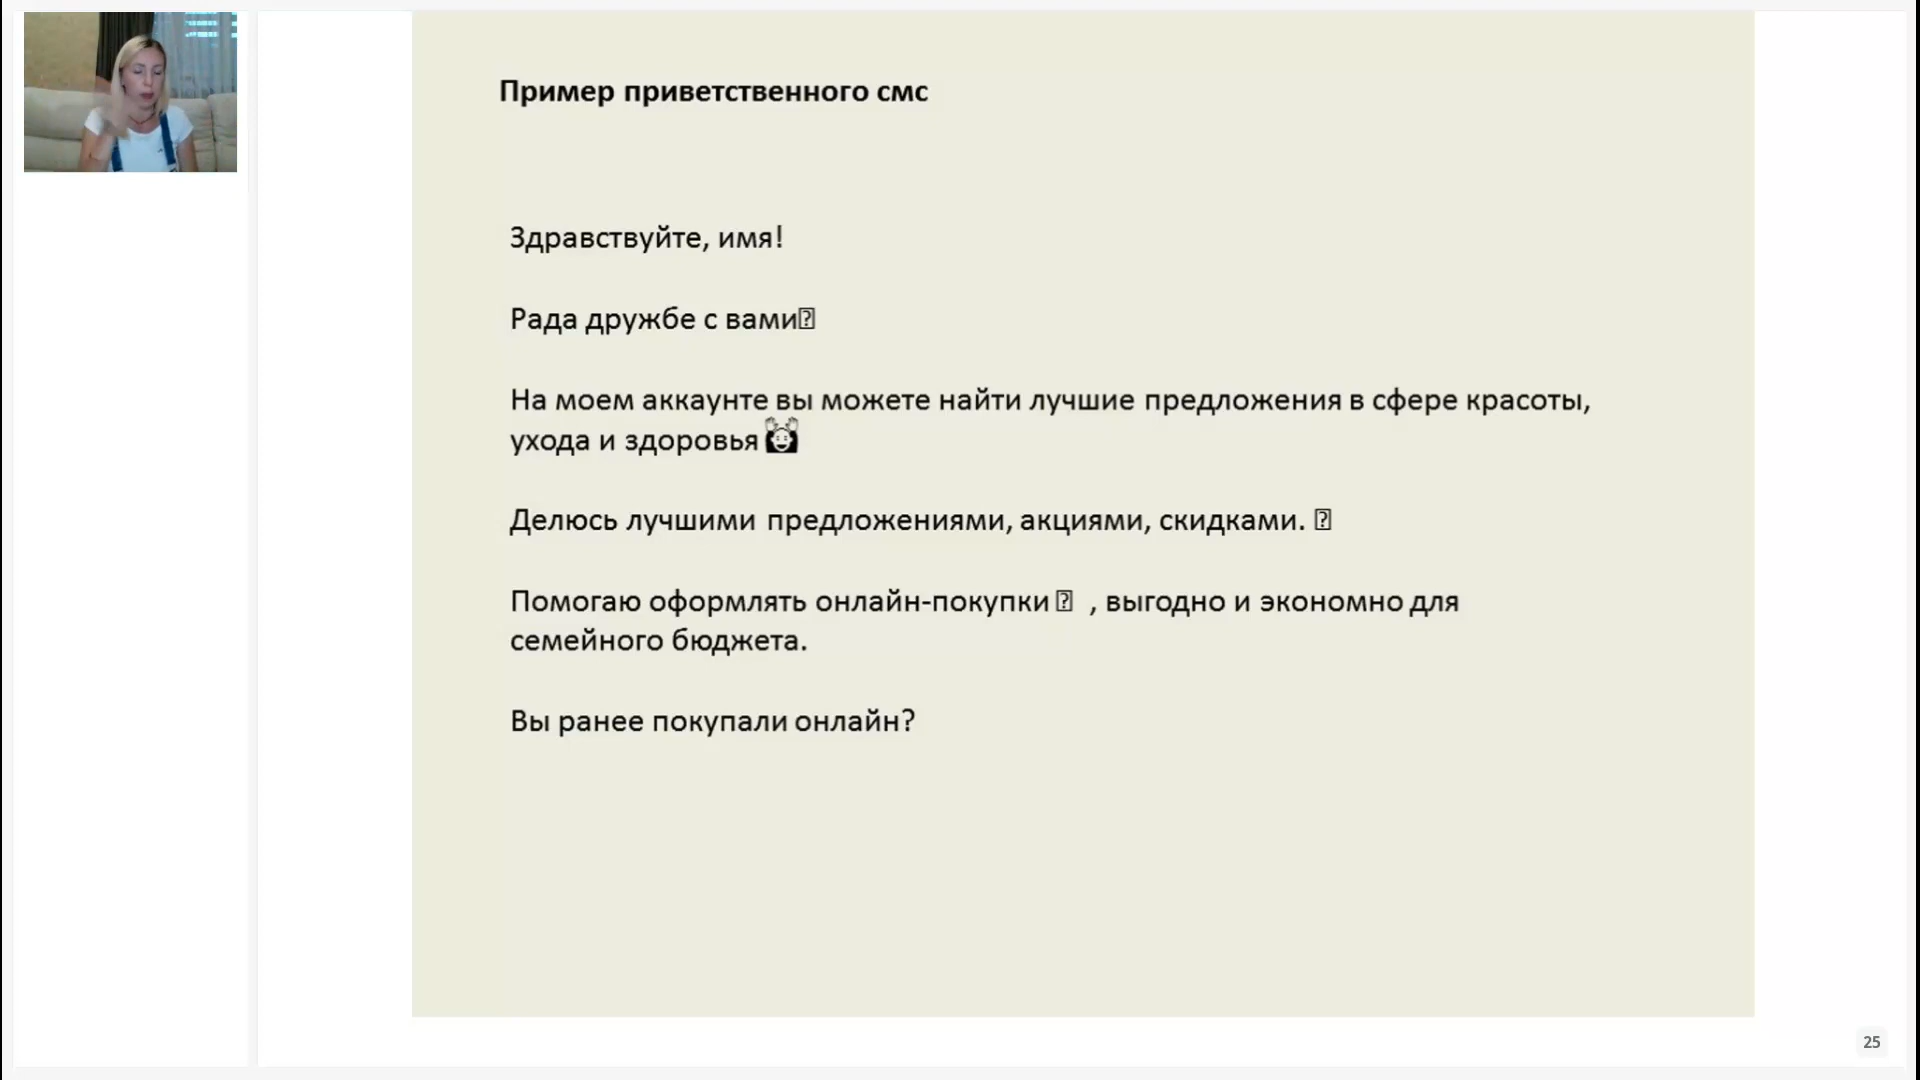 Пример приветственного смс
Здравствуйте, имя!
Рада дружбе с вами
На моем аккаунте вы можете найти лучшие предложения в сфере красоты,
ухода и здоровья 🙌
Делюсь лучшими предложениями, акциями, скидками.
Помогаю оформлять онлайн-покупки , выгодно и экономно для
семейного бюджета.
Вы ранее покупали онлайн?
25